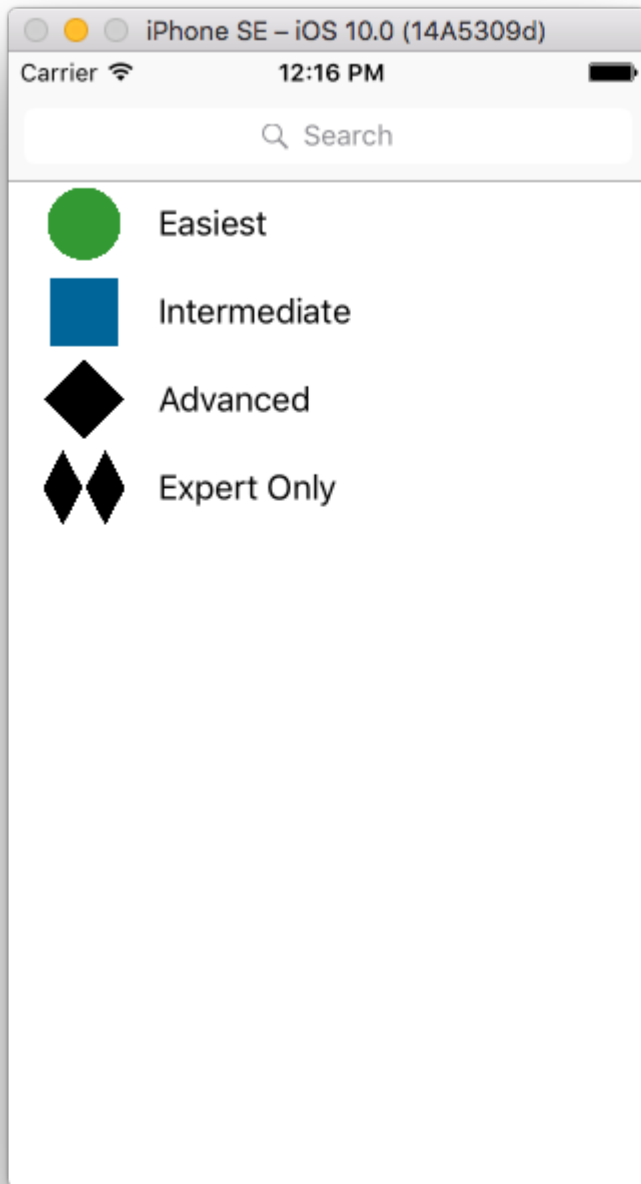 iPhone SE – iOS 10.0 (14A5309d)
Carrier 12:16 PM
Search
Easiest
Intermediate
Advanced
Expert Only